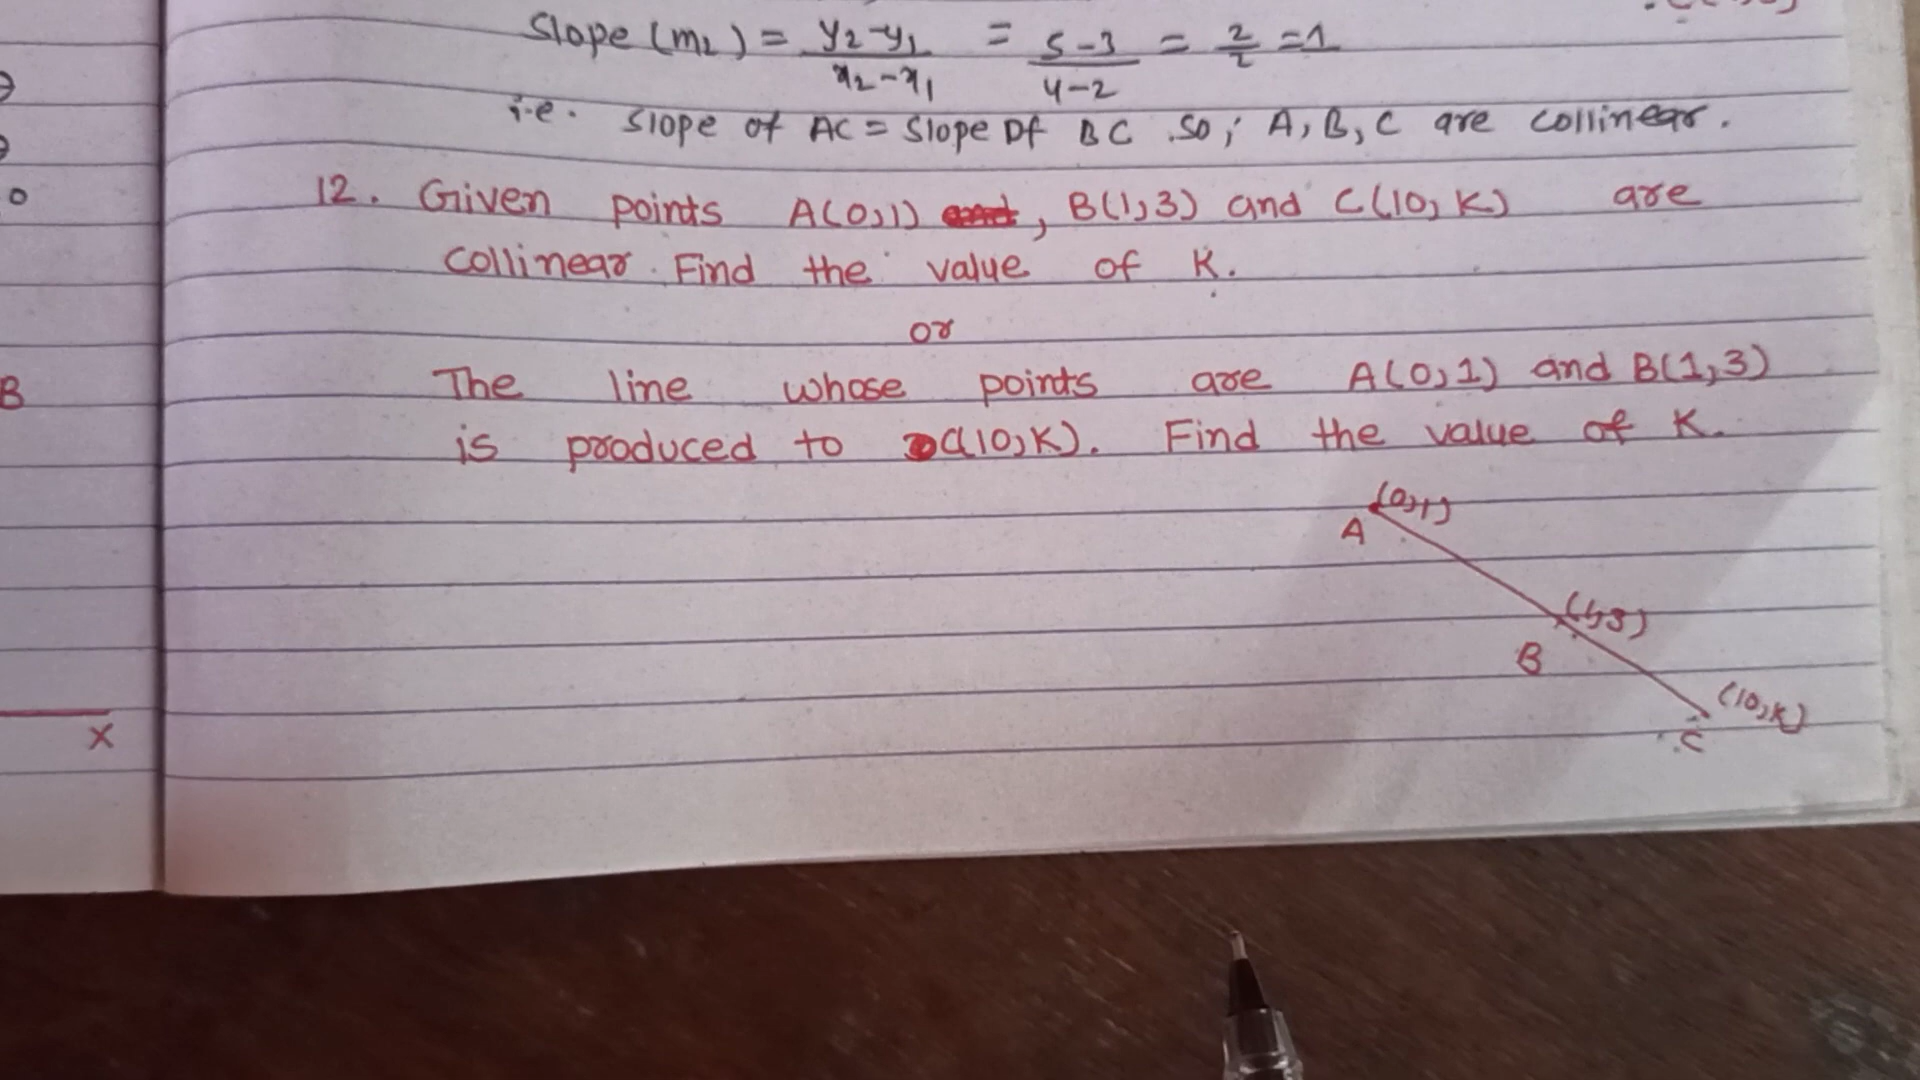 Slope (m₂) = y₂-y₁ / x₂-x₁ = 5-3 / 4-2 = 2/2 = 1
i.e. slope of AC = slope of BC .so; A, B, C are collinear.
12. Given points A(0,1) , B(1,3) and C(10, K) are
collinear. Find the value of K.
or
The line whose points are A(0,1) and B(1,3)
is produced to C(10,K). Find the value of K.
(0,1)
A
(1,3)
B
B
(10,K)
C
x